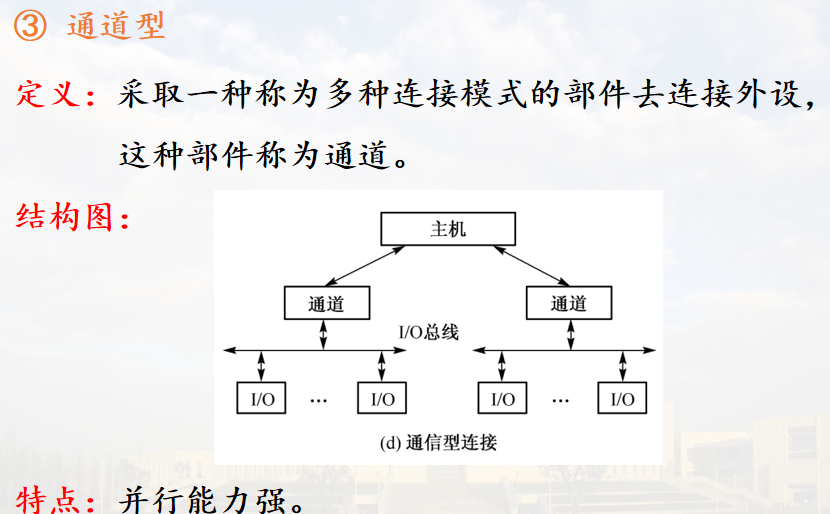 ③ 通道型
定义：采取一种称为多种连接模式的部件去连接外设，
这种部件称为通道。
结构图：
主机
通道 通道
I/O总线
I/O … I/O I/O … I/O
(d) 通信型连接
特点：并行能力强。